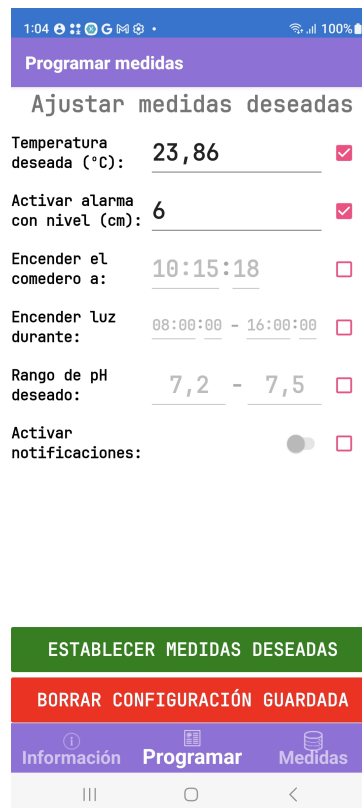 1:04
100%
Programar medidas
Ajustar medidas deseadas
Temperatura
deseada (ºC):
23,86
Activar alarma
con nivel (cm):
6
Encender el
comedero a:
10:15:18
Encender luz
durante:
08:00:00 - 16:00:00
Rango de pH
deseado:
7,2 - 7,5
Activar
notificaciones:
ESTABLECER MEDIDAS DESEADAS
BORRAR CONFIGURACIÓN GUARDADA
Información
Programar
Medidas